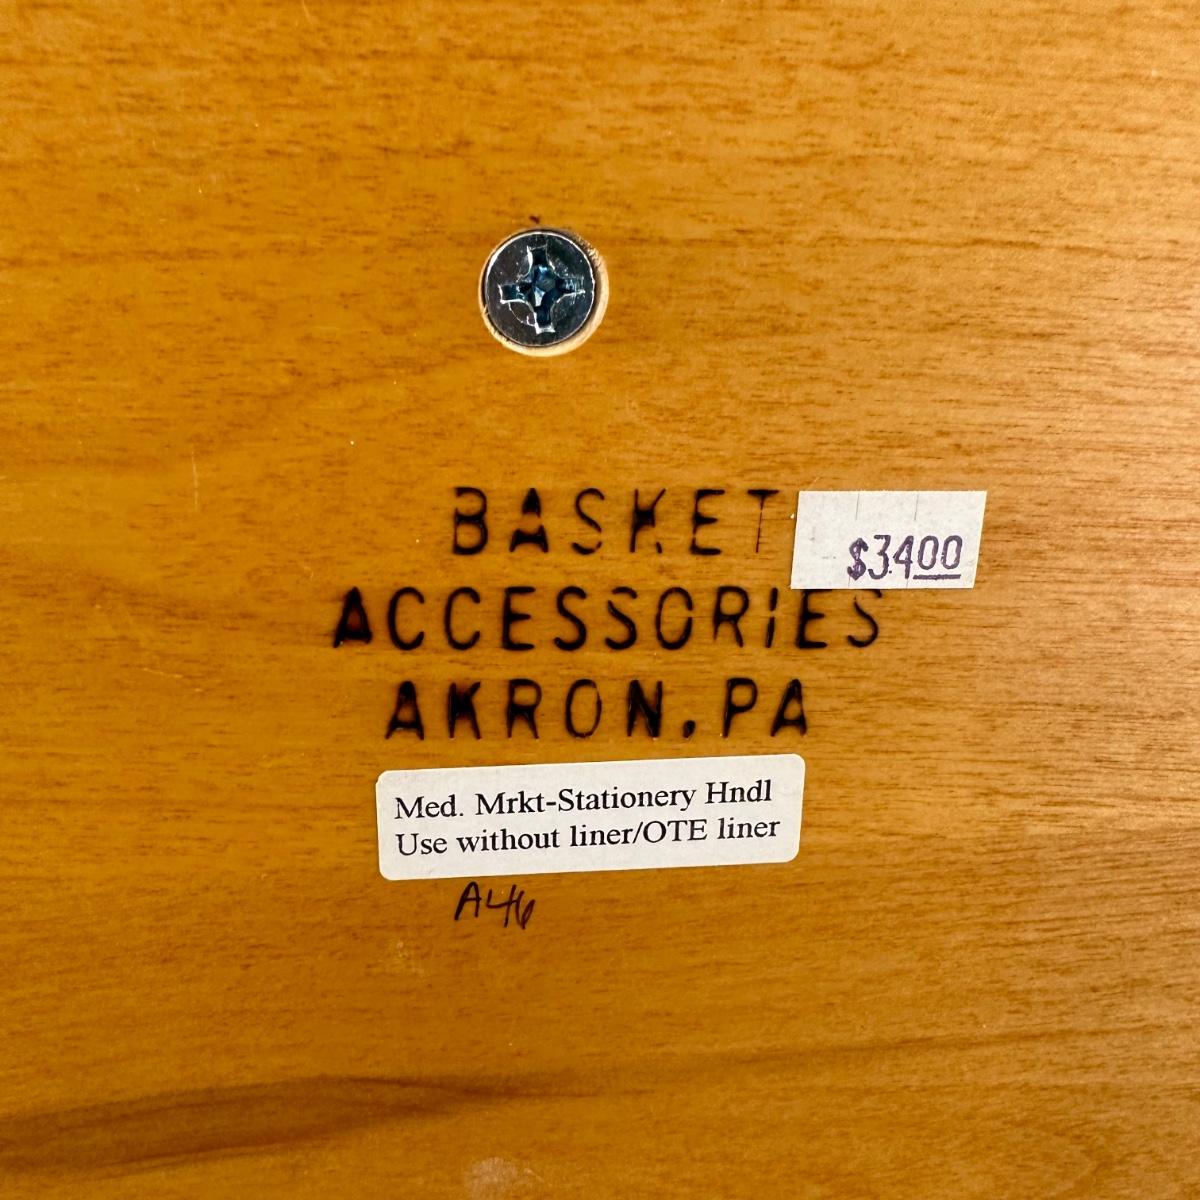 BASKET
$34.00
ACCESSORIES
AKRON, PA
Med. Mrkt-Stationery Hndl
Use without liner/OTE liner
A46